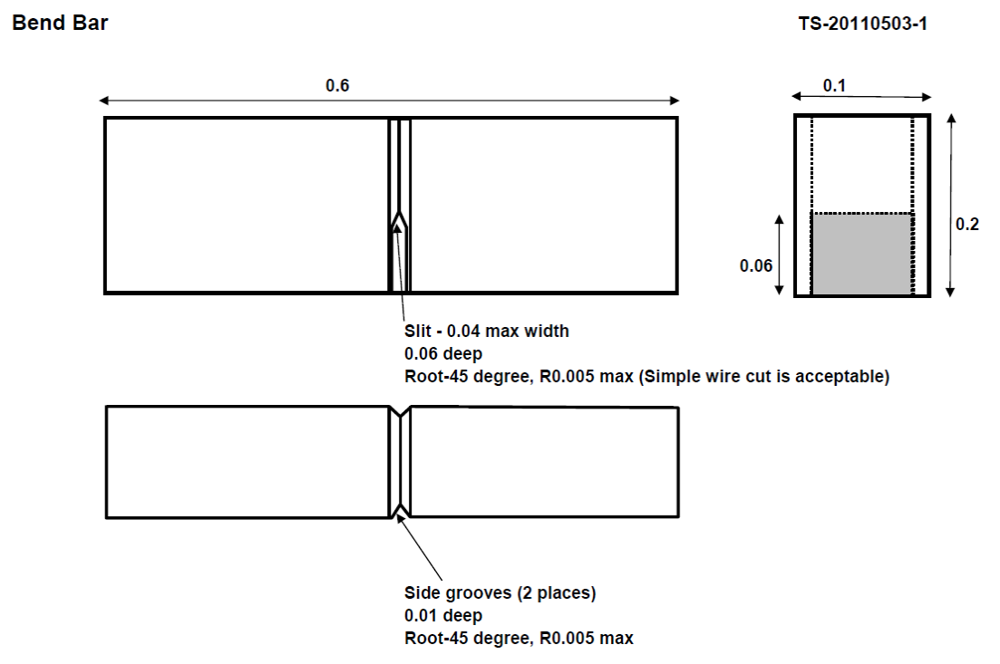 Bend Bar
TS-20110503-1
0.6
0.1
0.2
0.06
Slit - 0.04 max width
0.06 deep
Root-45 degree, R0.005 max (Simple wire cut is acceptable)
Side grooves (2 places)
0.01 deep
Root-45 degree, R0.005 max